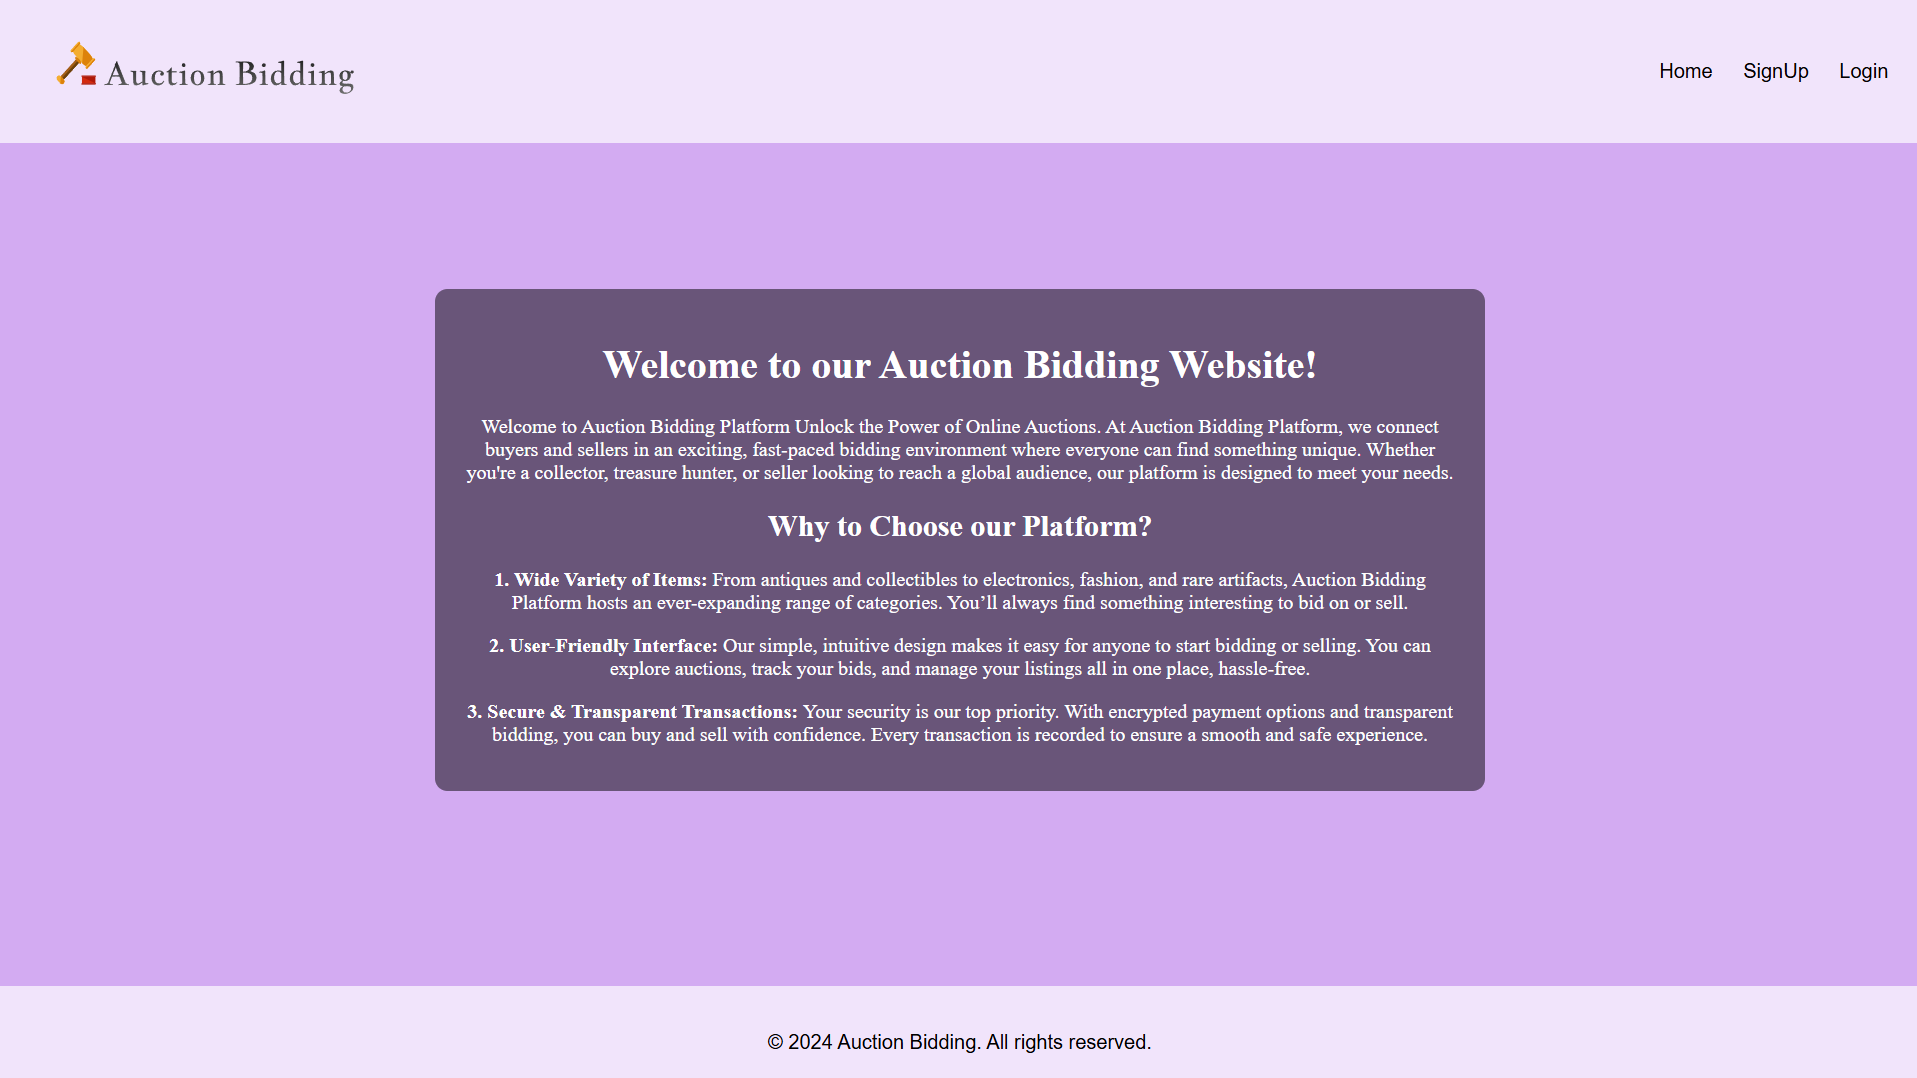 Auction Bidding
Home SignUp Login
Welcome to our Auction Bidding Website!
Welcome to Auction Bidding Platform Unlock the Power of Online Auctions. At Auction Bidding Platform, we connect
buyers and sellers in an exciting, fast-paced bidding environment where everyone can find something unique. Whether
you're a collector, treasure hunter, or seller looking to reach a global audience, our platform is designed to meet your needs.
Why to Choose our Platform?
1. Wide Variety of Items: From antiques and collectibles to electronics, fashion, and rare artifacts, Auction Bidding
Platform hosts an ever-expanding range of categories. You’ll always find something interesting to bid on or sell.
2. User-Friendly Interface: Our simple, intuitive design makes it easy for anyone to start bidding or selling. You can
explore auctions, track your bids, and manage your listings all in one place, hassle-free.
3. Secure & Transparent Transactions: Your security is our top priority. With encrypted payment options and transparent
bidding, you can buy and sell with confidence. Every transaction is recorded to ensure a smooth and safe experience.
© 2024 Auction Bidding. All rights reserved.